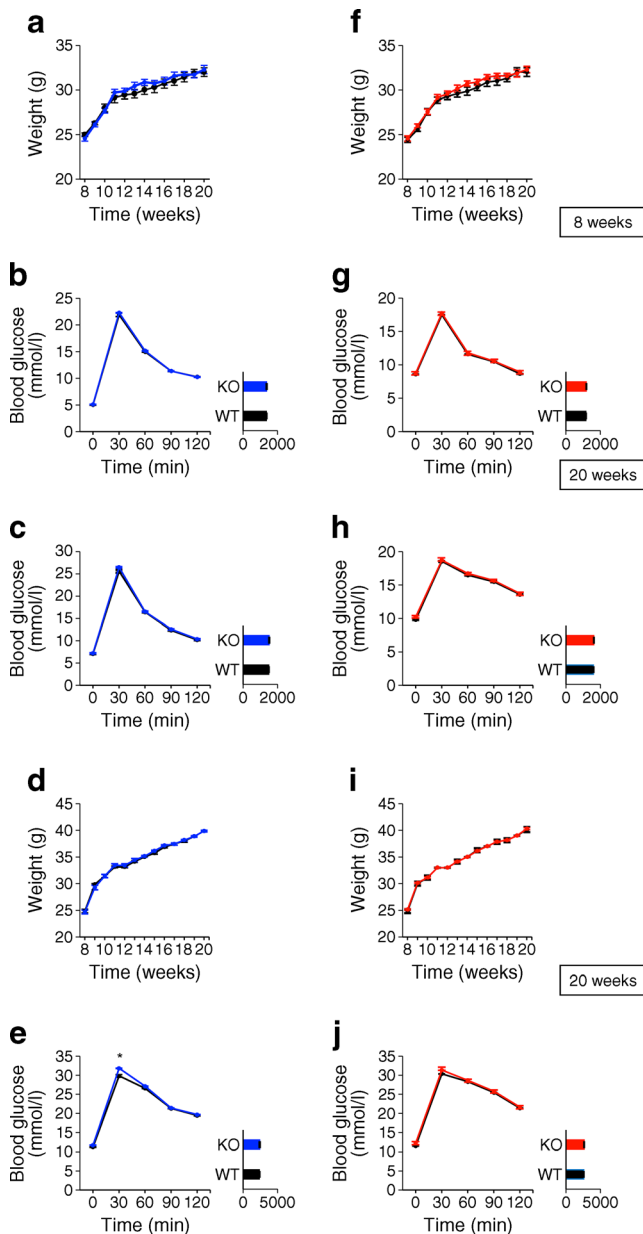 a
Weight (g)
35
30
25
20
8 10 12 14 16 18 20
Time (weeks)
f
Weight (g)
35
30
25
20
8 10 12 14 16 18 20
Time (weeks)
8 weeks
b
Blood glucose
(mmol/l)
25
20
15
10
5
0
0 30 60 90 120
Time (min)
KO
WT
0 2000
g
Blood glucose
(mmol/l)
20
15
10
5
0
0 30 60 90 120
Time (min)
KO
WT
0 2000
20 weeks
c
Blood glucose
(mmol/l)
30
25
20
15
10
5
0
0 30 60 90 120
Time (min)
KO
WT
0 2000
h
Blood glucose
(mmol/l)
20
15
10
5
0
0 30 60 90 120
Time (min)
KO
WT
0 2000
d
Weight (g)
45
40
35
30
25
20
8 10 12 14 16 18 20
Time (weeks)
i
Weight (g)
45
40
35
30
25
20
8 10 12 14 16 18 20
Time (weeks)
20 weeks
e
Blood glucose
(mmol/l)
35
30
25
20
15
10
5
0
*
0 30 60 90 120
Time (min)
KO
WT
0 5000
j
Blood glucose
(mmol/l)
35
30
25
20
15
10
5
0
0 30 60 90 120
Time (min)
KO
WT
0 5000